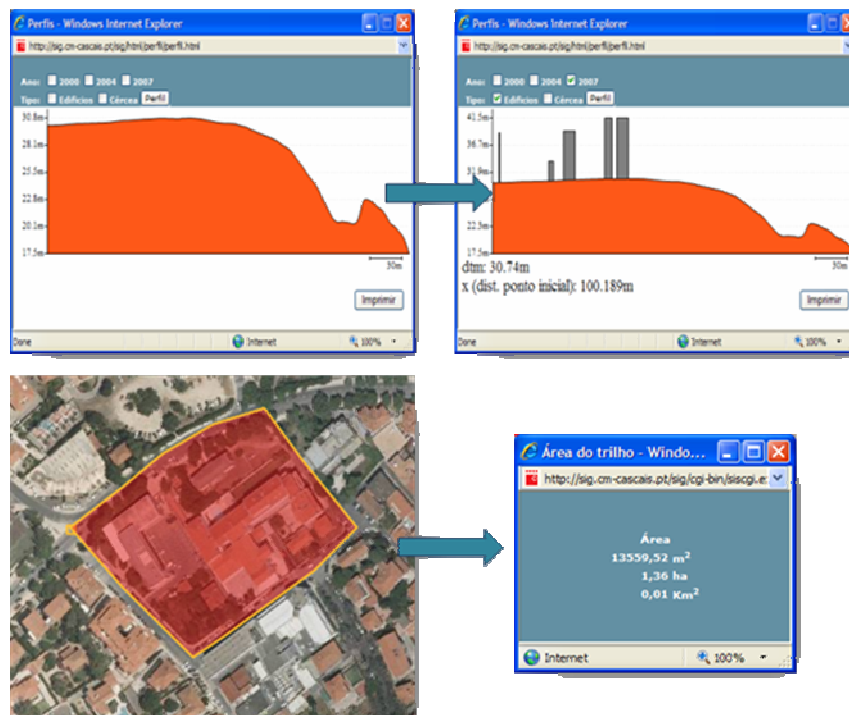 Perfis - Windows Internet Explorer
http://sig.cm-cascais.pt/sig/html/perfil/perfil.html
Ano: 2000 2004 2007
Tipo: Edifícios Cércea Perfil
30.8m
28.1m
25.5m
22.8m
20.1m
17.5m
30m
Imprimir
Done Internet 100%
Perfis - Windows Internet Explorer
http://sig.cm-cascais.pt/sig/html/perfil/perfil.html
Ano: 2000 2004 2007
Tipo: Edifícios Cércea Perfil
41.5m
36.7m
31.9m
22.3m
17.5m
30m
dtm: 30.74m
x (dist. ponto inicial): 100.189m
Imprimir
Done Internet 100%
Área do trilho - Windo...
http://sig.cm-cascais.pt/sig/cgi-bin/siscgi.e
Área
13559,52 m²
1,36 ha
0,01 Km²
Internet 100%